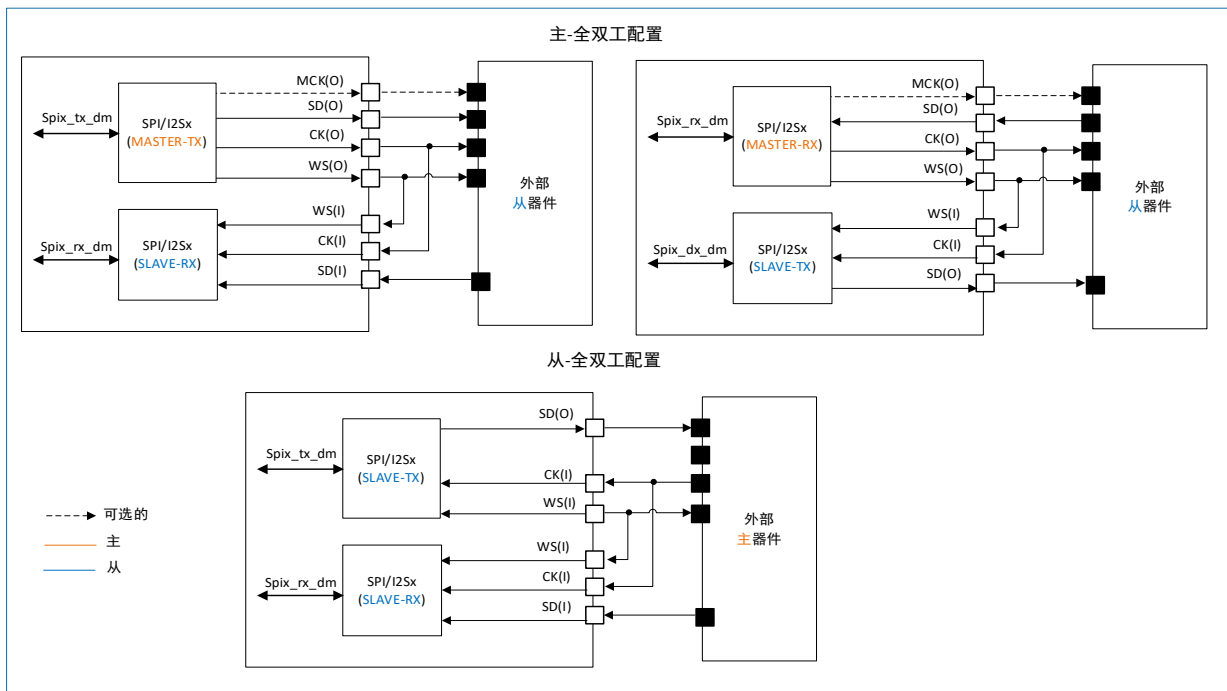 主-全双工配置
MCK(O)
SD(O)
CK(O)
WS(O)
WS(I)
CK(I)
SD(I)
Spix_tx_dm
SPI/I2Sx
(MASTER-TX)
Spix_rx_dm
SPI/I2Sx
(SLAVE-RX)
外部
从器件
MCK(O)
SD(O)
CK(O)
WS(O)
WS(I)
CK(I)
SD(O)
Spix_rx_dm
SPI/I2Sx
(MASTER-RX)
Spix_dx_dm
SPI/I2Sx
(SLAVE-TX)
外部
从器件
从-全双工配置
SD(O)
CK(I)
WS(I)
WS(I)
CK(I)
SD(I)
Spix_tx_dm
SPI/I2Sx
(SLAVE-TX)
Spix_rx_dm
SPI/I2Sx
(SLAVE-RX)
外部
主器件
可选的
主
从